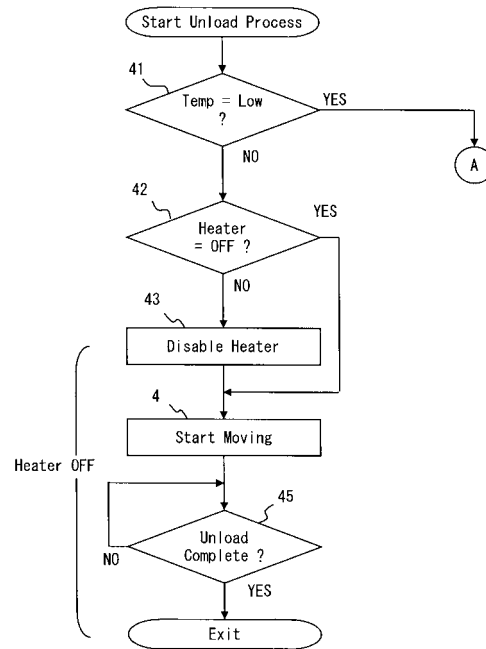 Start Unload Process
41
Temp = Low
?
YES
A
NO
42
Heater
= OFF ?
YES
NO
43
Disable Heater
4
Start Moving
Heater OFF
45
Unload
Complete ?
NO
YES
Exit